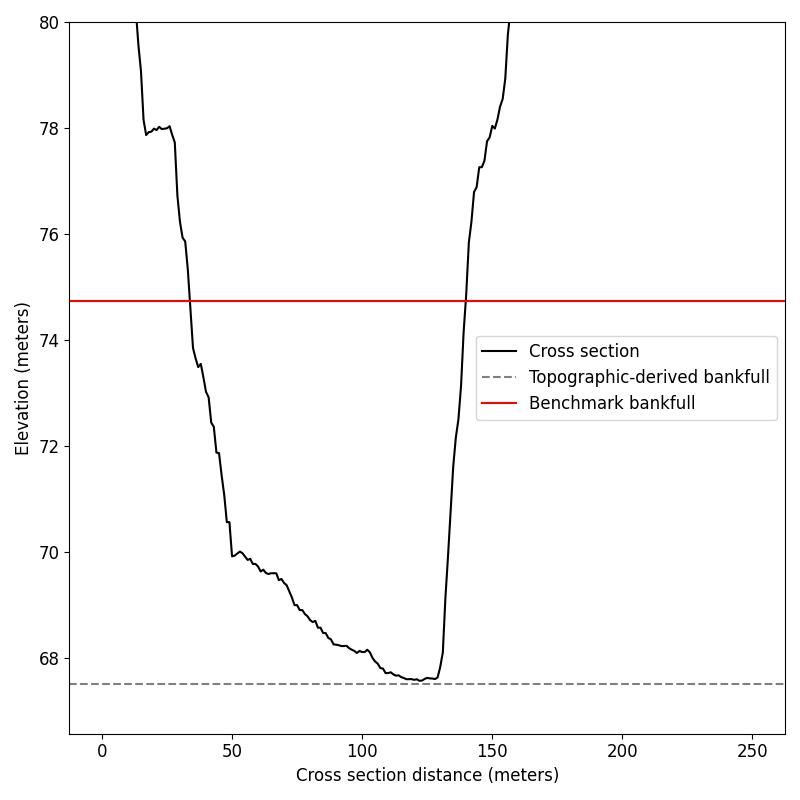 80
78
76
74
72
70
68
Elevation (meters)
Cross section
Topographic-derived bankfull
Benchmark bankfull
0 50 100 150 200 250
Cross section distance (meters)